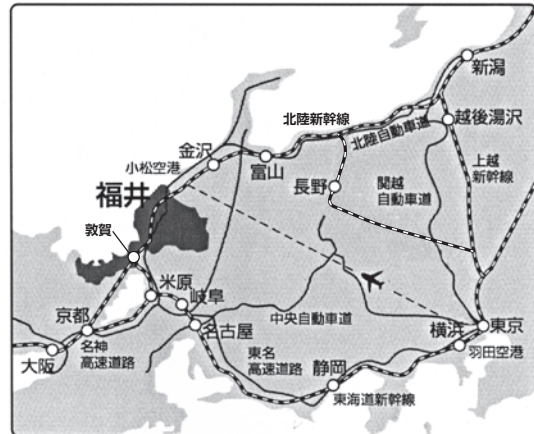 新潟
北陸新幹線
越後湯沢
北陸自動車道
金沢
小松空港
富山
上越
新幹線
福井
長野
関越
自動車道
敦賀
米原
岐阜
京都
名古屋
中央自動車道
横浜
東京
大阪
名神
高速道路
東名
高速道路
静岡
羽田空港
東海道新幹線